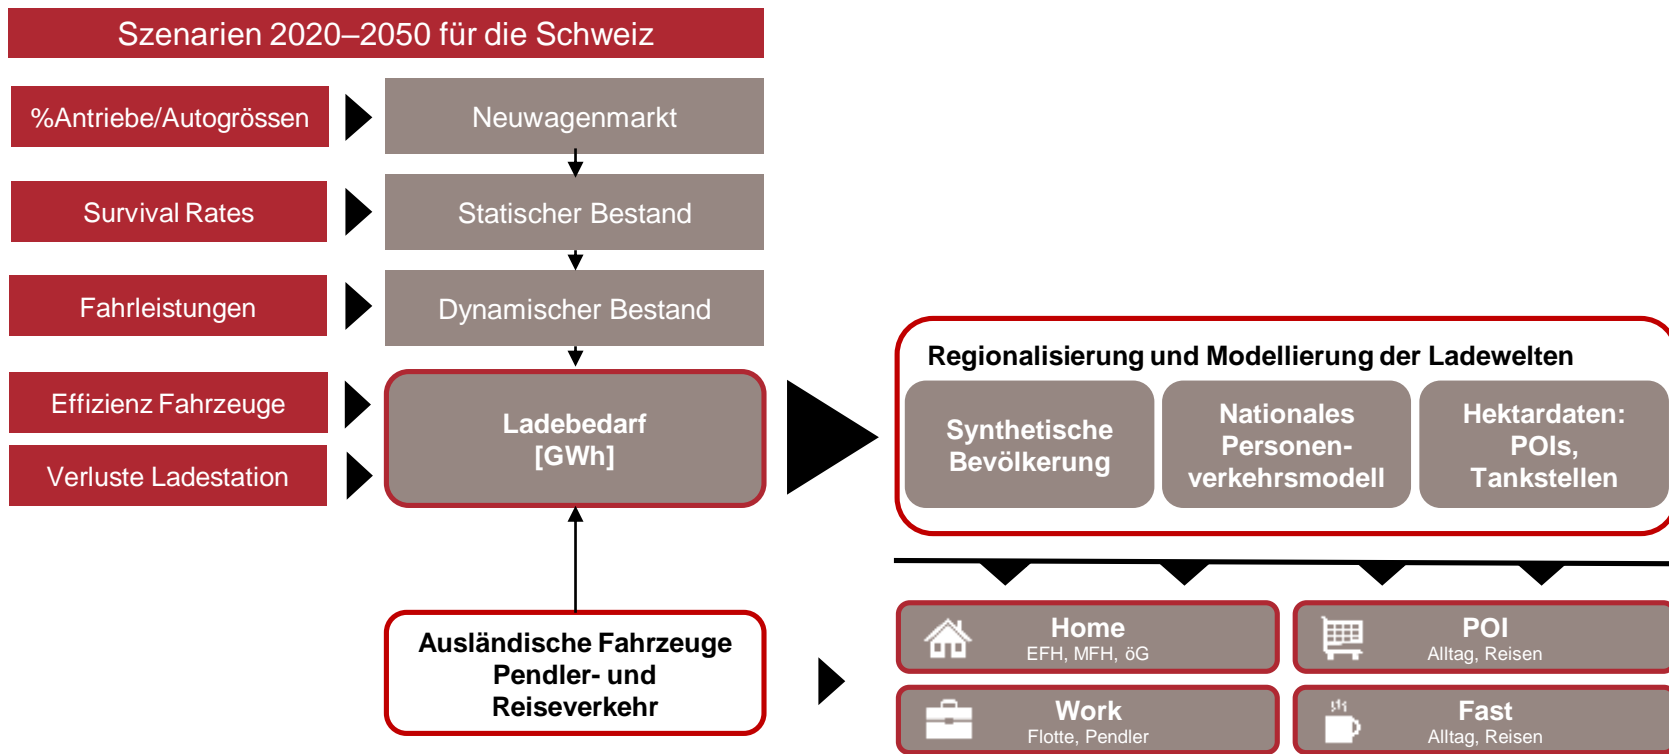 Szenarien 2020–2050 für die Schweiz
%Antriebe/Autogrössen
Neuwagenmarkt
Survival Rates
Statischer Bestand
Fahrleistungen
Dynamischer Bestand
Effizienz Fahrzeuge
Verluste Ladestation
Ladebedarf
[GWh]
Ausländische Fahrzeuge
Pendler- und
Reiseverkehr
Regionalisierung und Modellierung der Ladewelten
Synthetische
Bevölkerung
Nationales
Personen-
verkehrsmodell
Hektardaten:
POIs,
Tankstellen
Home
EFH, MFH, öG
POI
Alltag, Reisen
Work
Flotte, Pendler
Fast
Alltag, Reisen